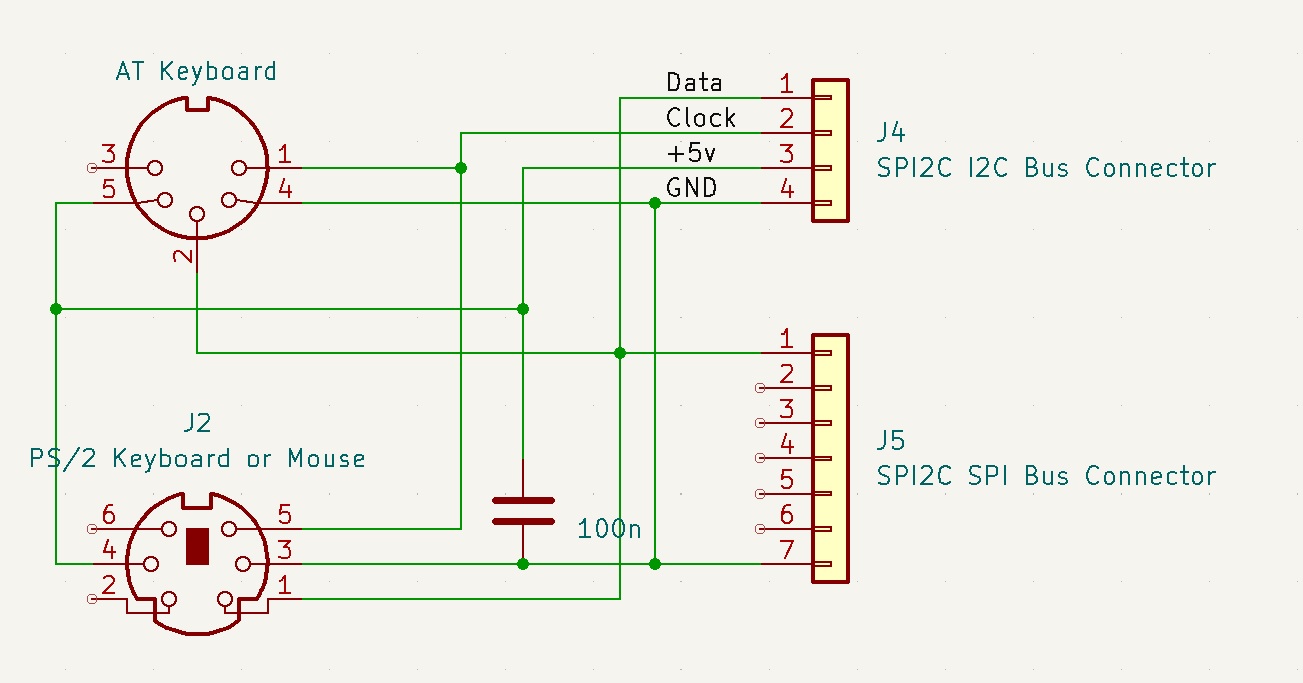 AT Keyboard
3
1
5
4
2
Data
1
Clock
2
+5v
3
GND
4
J4
SPI2C I2C Bus Connector
J2
PS/2 Keyboard or Mouse
6
5
4
3
2
1
100n
1
2
3
4
5
6
7
J5
SPI2C SPI Bus Connector